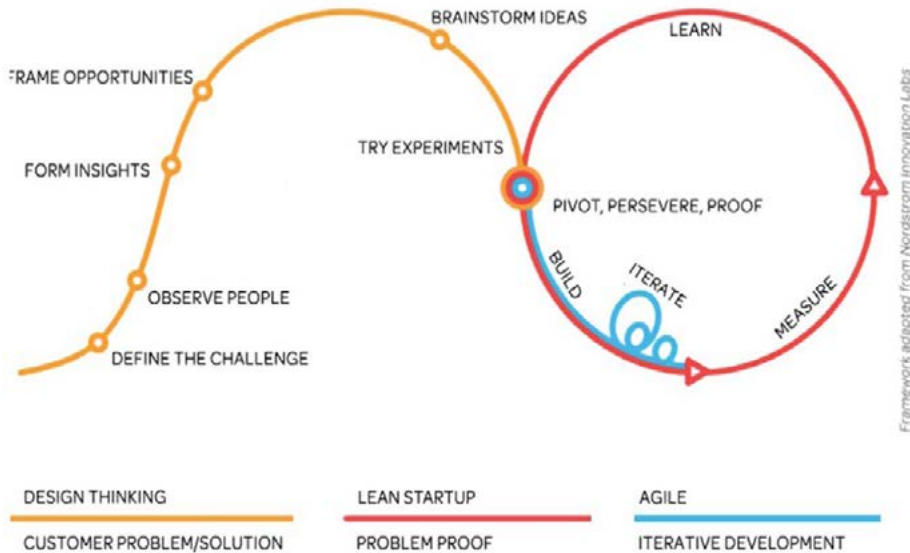 BRAINSTORM IDEAS
LEARN
FRAME OPPORTUNITIES
TRY EXPERIMENTS
FORM INSIGHTS
PIVOT, PERSEVERE, PROOF
BUILD
ITERATE
OBSERVE PEOPLE
MEASURE
DEFINE THE CHALLENGE
Framework adapted from Nordstrom Innovation Labs
DESIGN THINKING
LEAN STARTUP
AGILE
CUSTOMER PROBLEM/SOLUTION
PROBLEM PROOF
ITERATIVE DEVELOPMENT